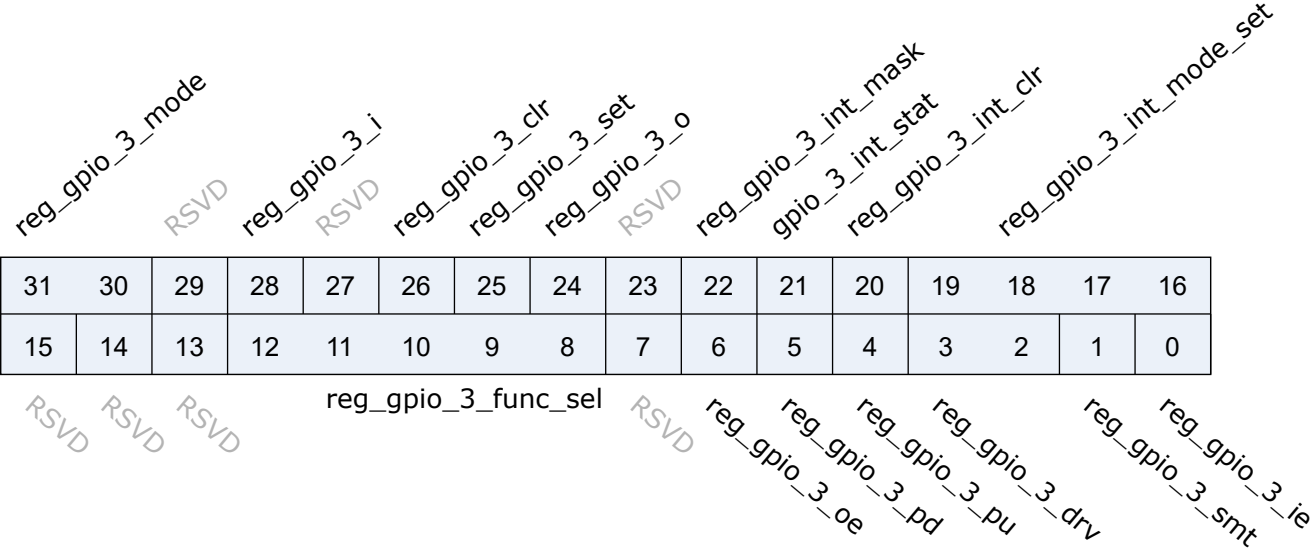 reg_gpio_3_mode
RSVD
reg_gpio_3_i
RSVD
reg_gpio_3_clr
reg_gpio_3_set
reg_gpio_3_o
RSVD
reg_gpio_3_int_mask
gpio_3_int_stat
reg_gpio_3_int_clr
reg_gpio_3_int_mode_set
31 30 29 28 27 26 25 24 23 22 21 20 19 18 17 16
15 14 13 12 11 10 9 8 7 6 5 4 3 2 1 0
RSVD
RSVD
RSVD
reg_gpio_3_func_sel
RSVD
reg_gpio_3_oe
reg_gpio_3_pd
reg_gpio_3_pu
reg_gpio_3_drv
reg_gpio_3_smt
reg_gpio_3_ie